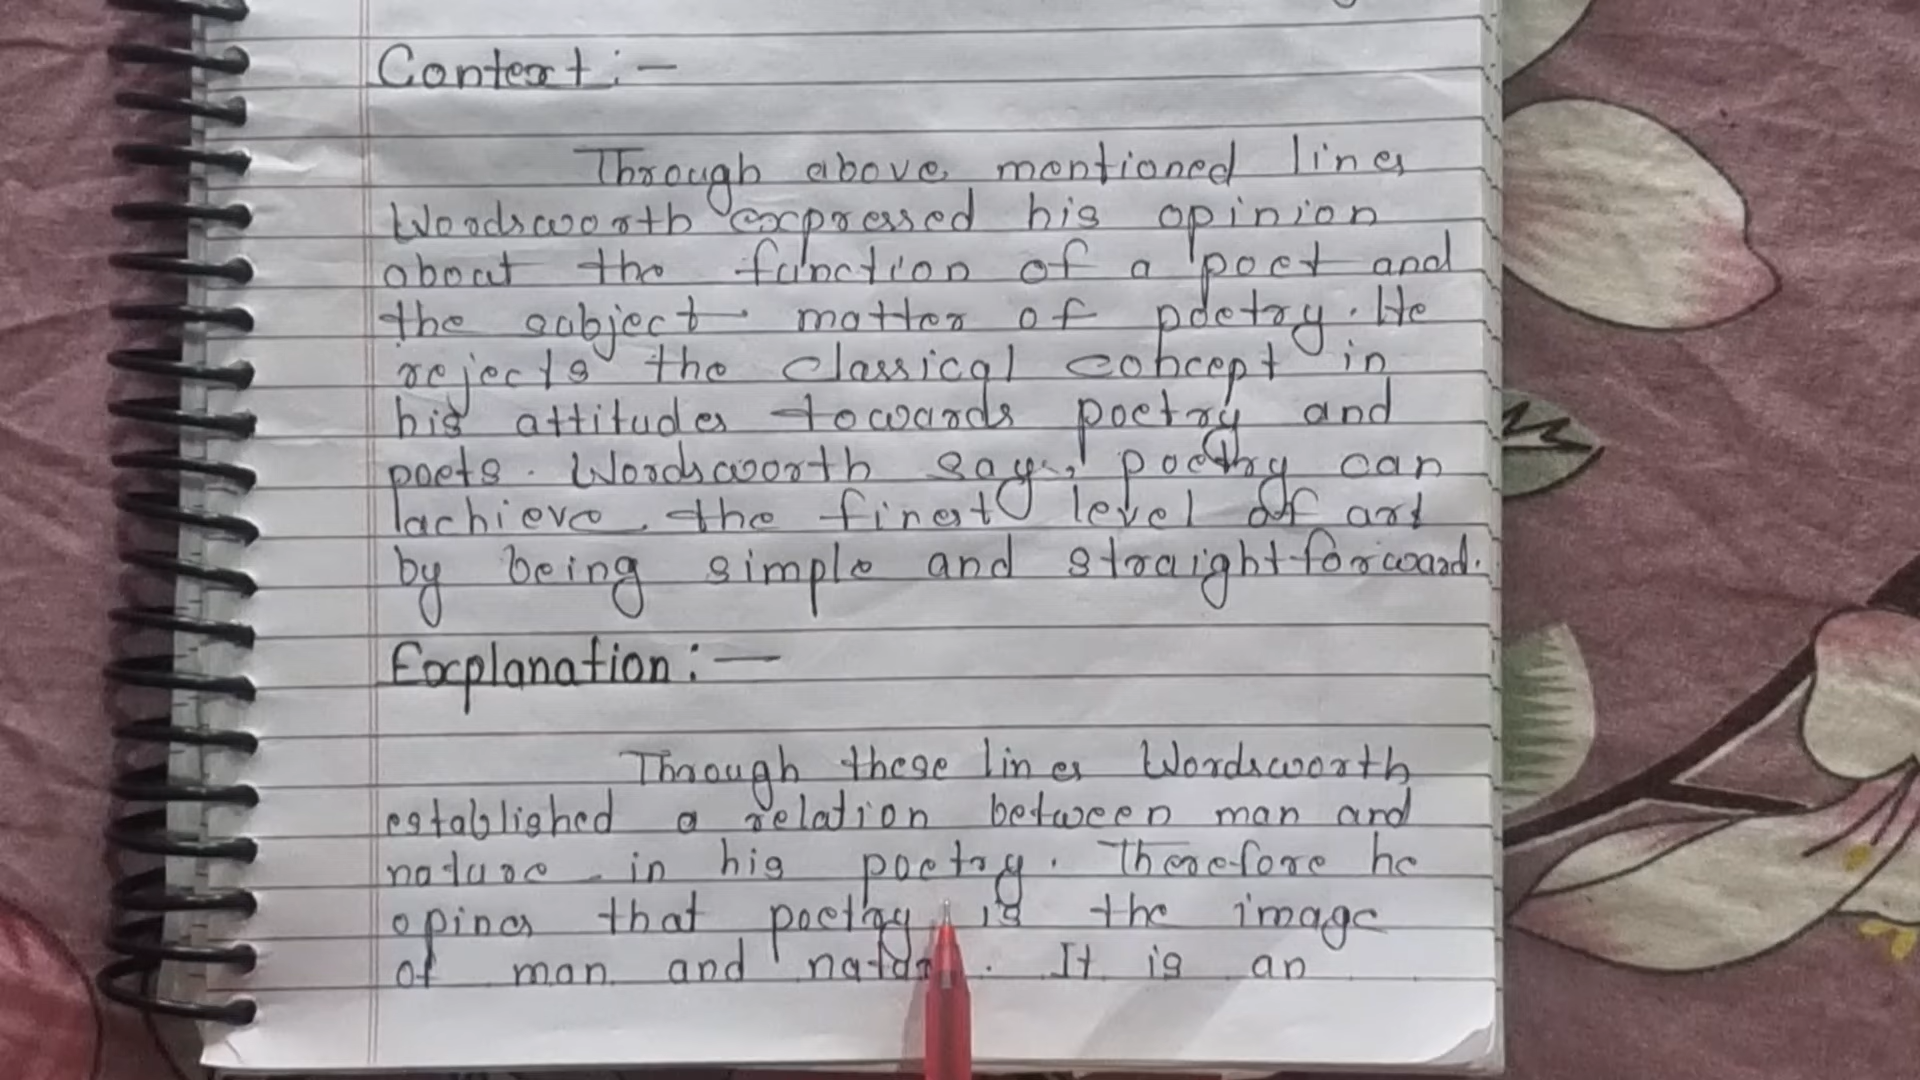 Context :-
Through above mentioned lines
Wordsworth expressed his opinion
about the function of a poet and
the subject matter of poetry. He
rejects the classical concept in
his attitudes towards poetry and
poets. Wordsworth says, poetry can
achieve the finest level of art
by being simple and straightforward.
Explanation :-
Through these lines Wordsworth
established a relation between man and
nature in his poetry. Therefore he
opines that poetry is the image
of man and . It is an